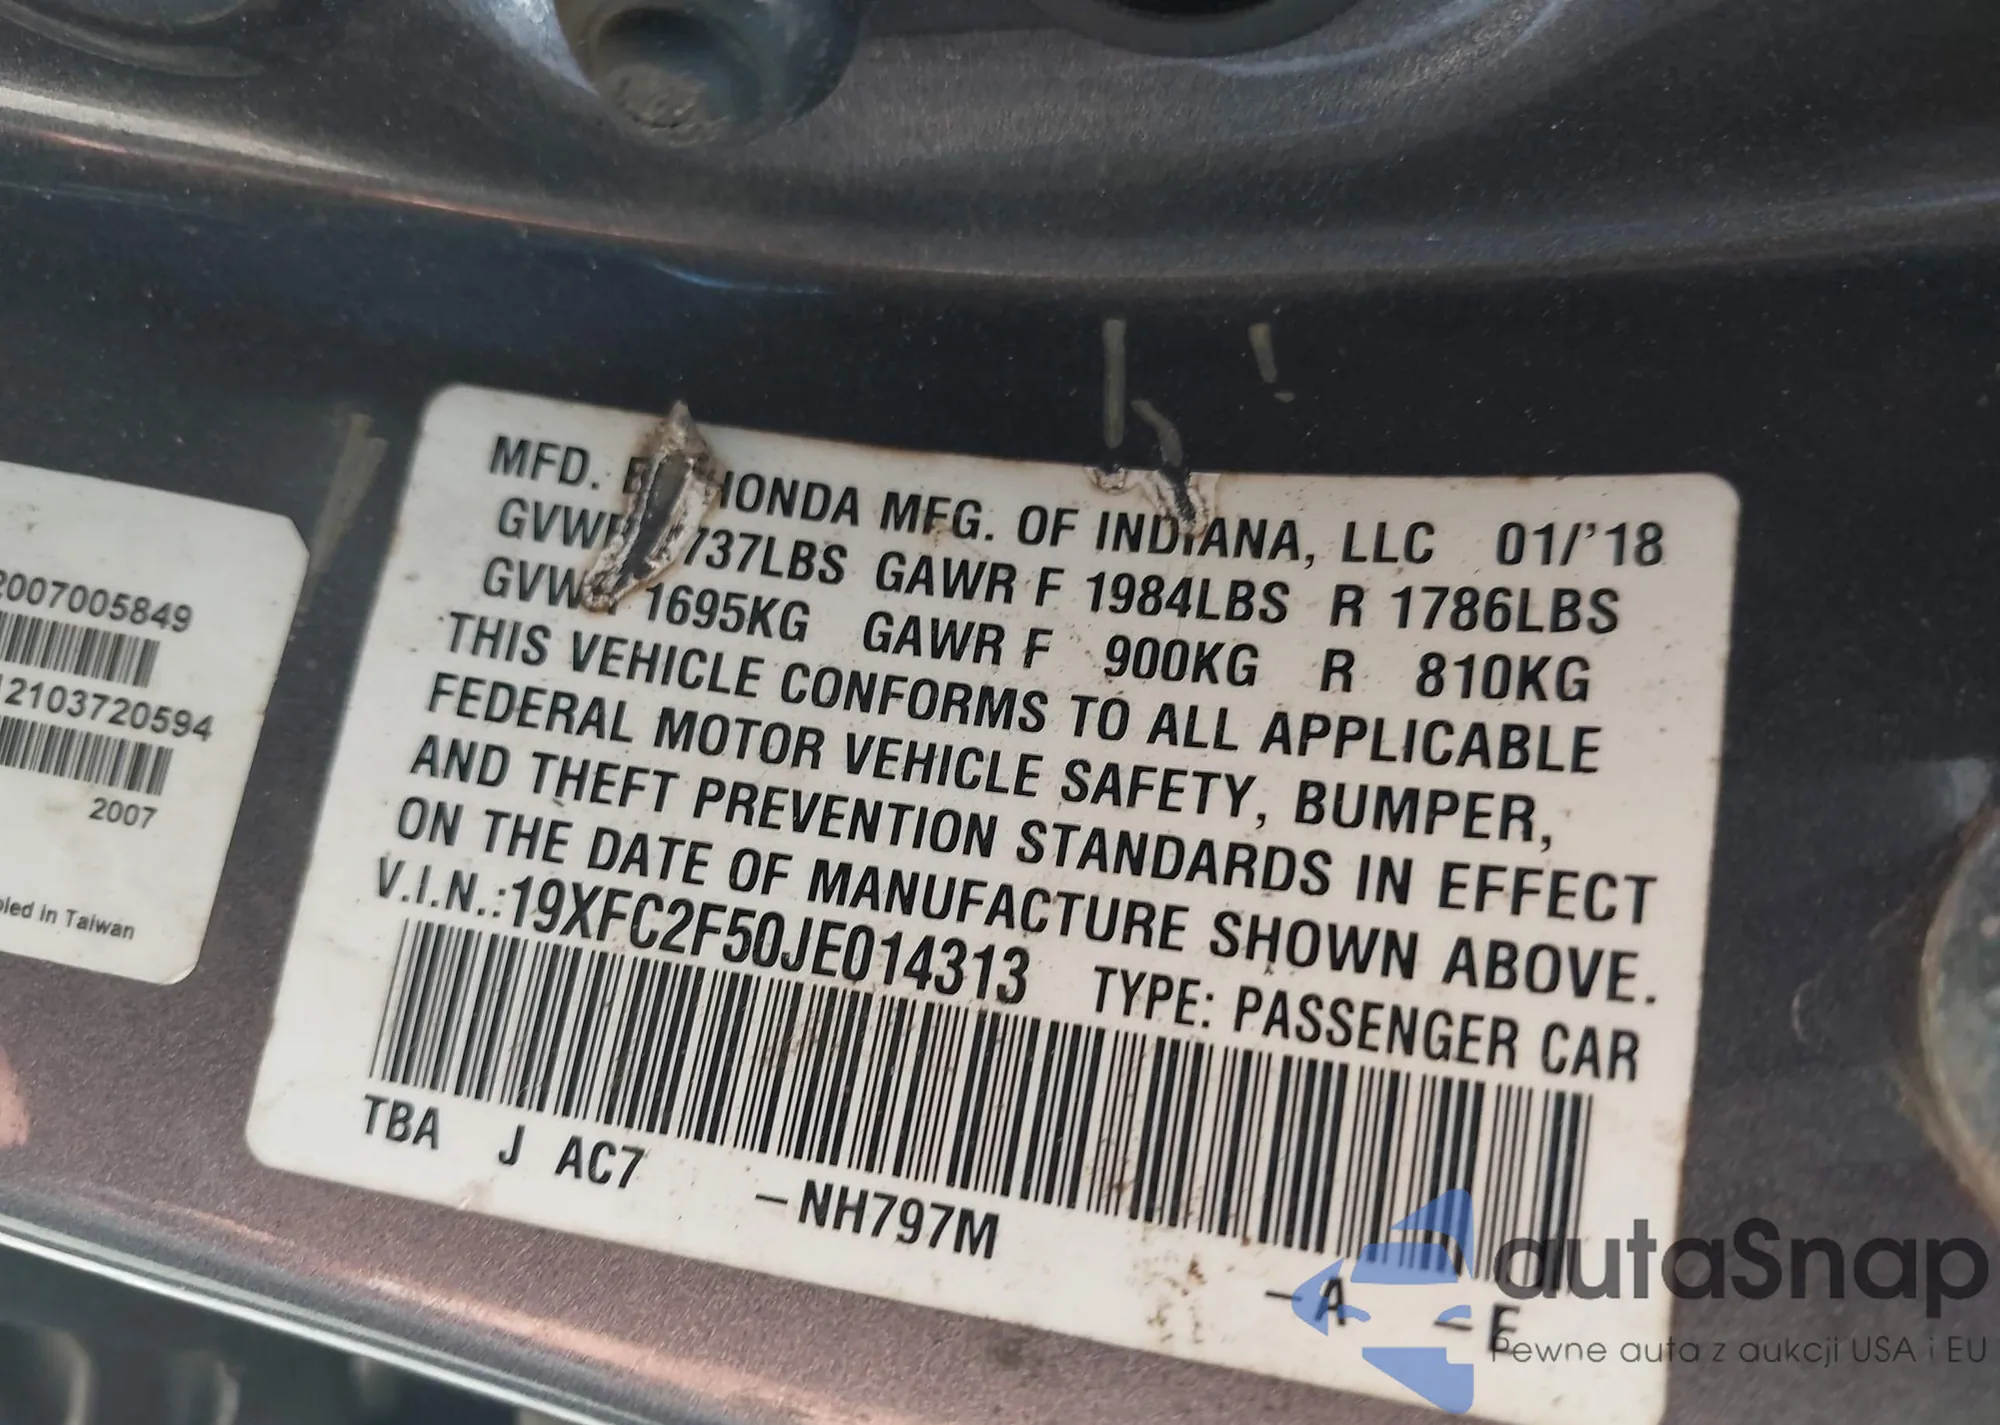 2007005849
12103720594
2007
in Taiwan
MFD. HONDA MFG. OF INDIANA, LLC 01/'18
737LBS GAWR F 1984LBS R 1786LBS
1695KG GAWR F 900KG R 810KG
THIS VEHICLE CONFORMS TO ALL APPLICABLE
FEDERAL MOTOR VEHICLE SAFETY, BUMPER,
AND THEFT PREVENTION STANDARDS IN EFFECT
ON THE DATE OF MANUFACTURE SHOWN ABOVE.
V.I.N.:19XFC2F50JE014313 TYPE: PASSENGER CAR
TBA J AC7 -NH797M -A -E
autaSnap
Pewne auta z aukcji USA i EU